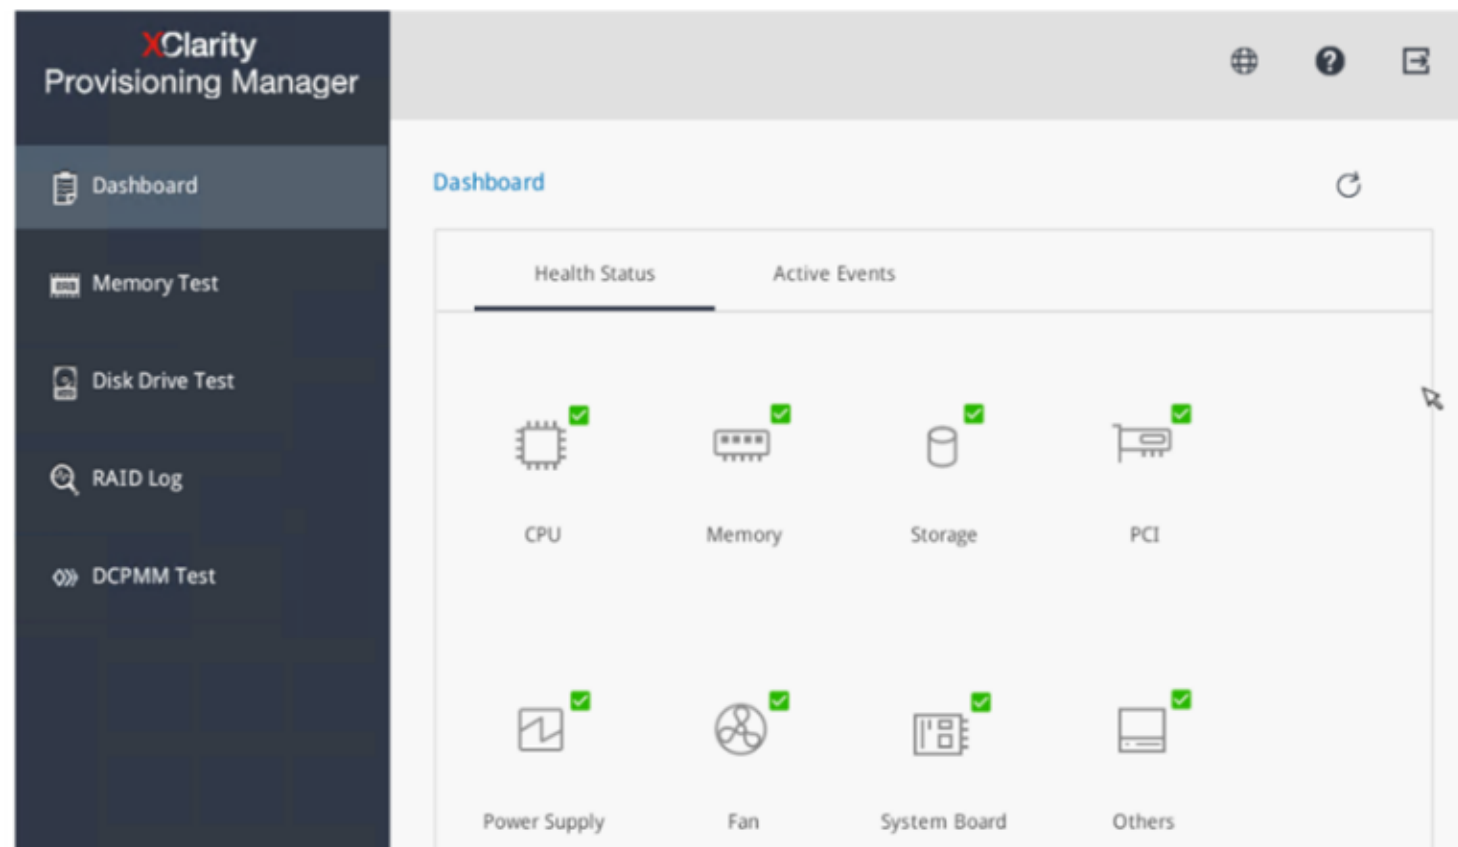 XClarity
Provisioning Manager
Dashboard
Memory Test
Disk Drive Test
RAID Log
DCPMM Test
Dashboard
Health Status Active Events
CPU Memory Storage PCI
Power Supply Fan System Board Others